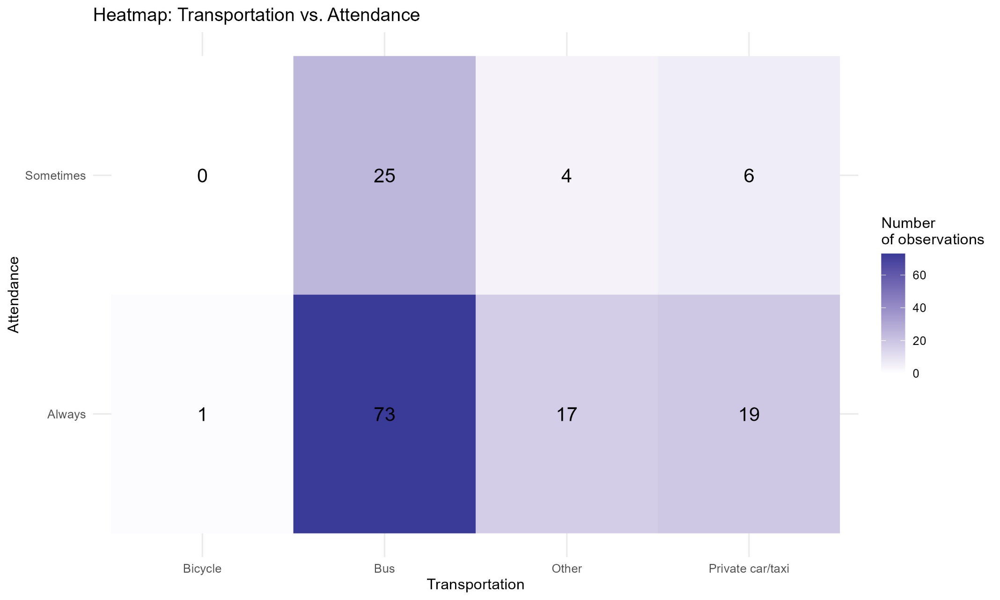 Heatmap: Transportation vs. Attendance
Sometimes
0
25
4
6
Always
1
73
17
19
Attendance
Bicycle
Bus
Other
Private car/taxi
Transportation
Number
of observations
60
40
20
0